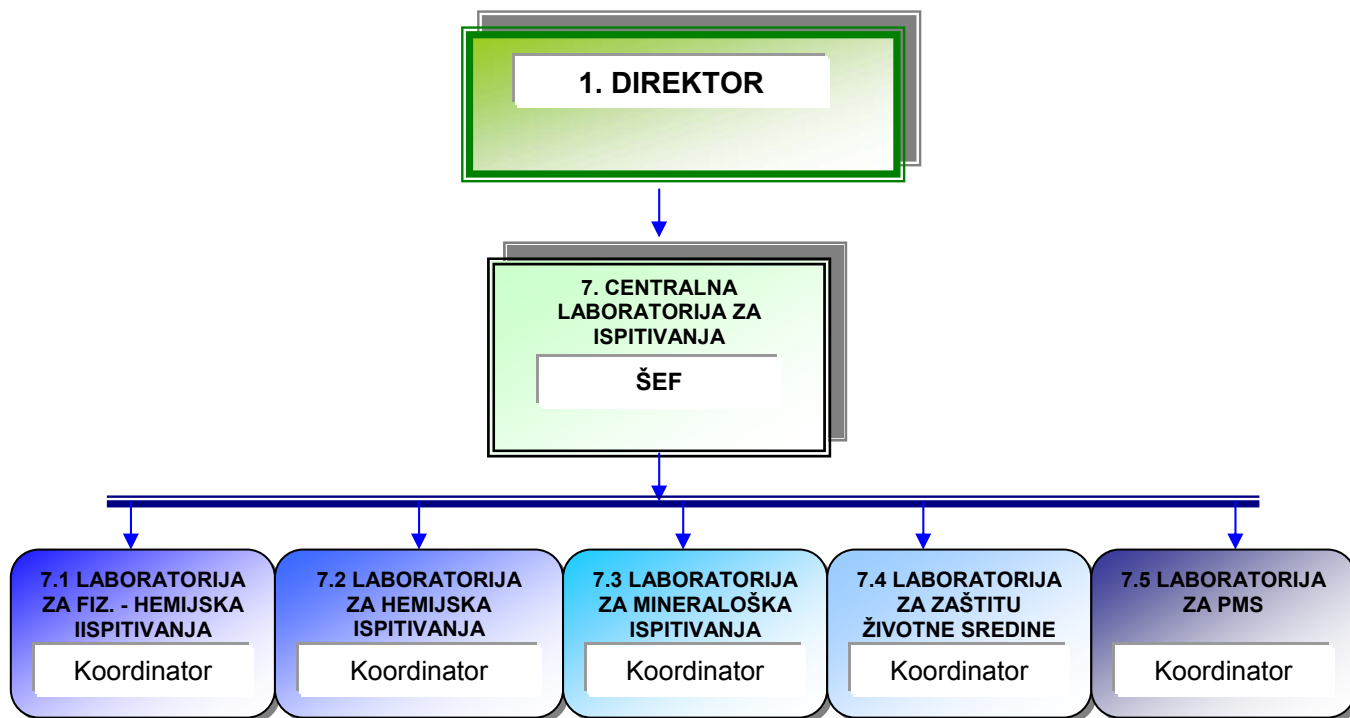 1. DIREKTOR
7. CENTRALNA
LABORATORIJA ZA
ISPITIVANJA
ŠEF
7.1 LABORATORIJA
ZA FIZ. - HEMIJSKA
IISPITIVANJA
Koordinator
7.2 LABORATORIJA
ZA HEMIJSKA
ISPITIVANJA
Koordinator
7.3 LABORATORIJA
ZA MINERALOŠKA
ISPITIVANJA
Koordinator
7.4 LABORATORIJA
ZA ZAŠTITU
ŽIVOTNE SREDINE
Koordinator
7.5 LABORATORIJA
ZA PMS
Koordinator